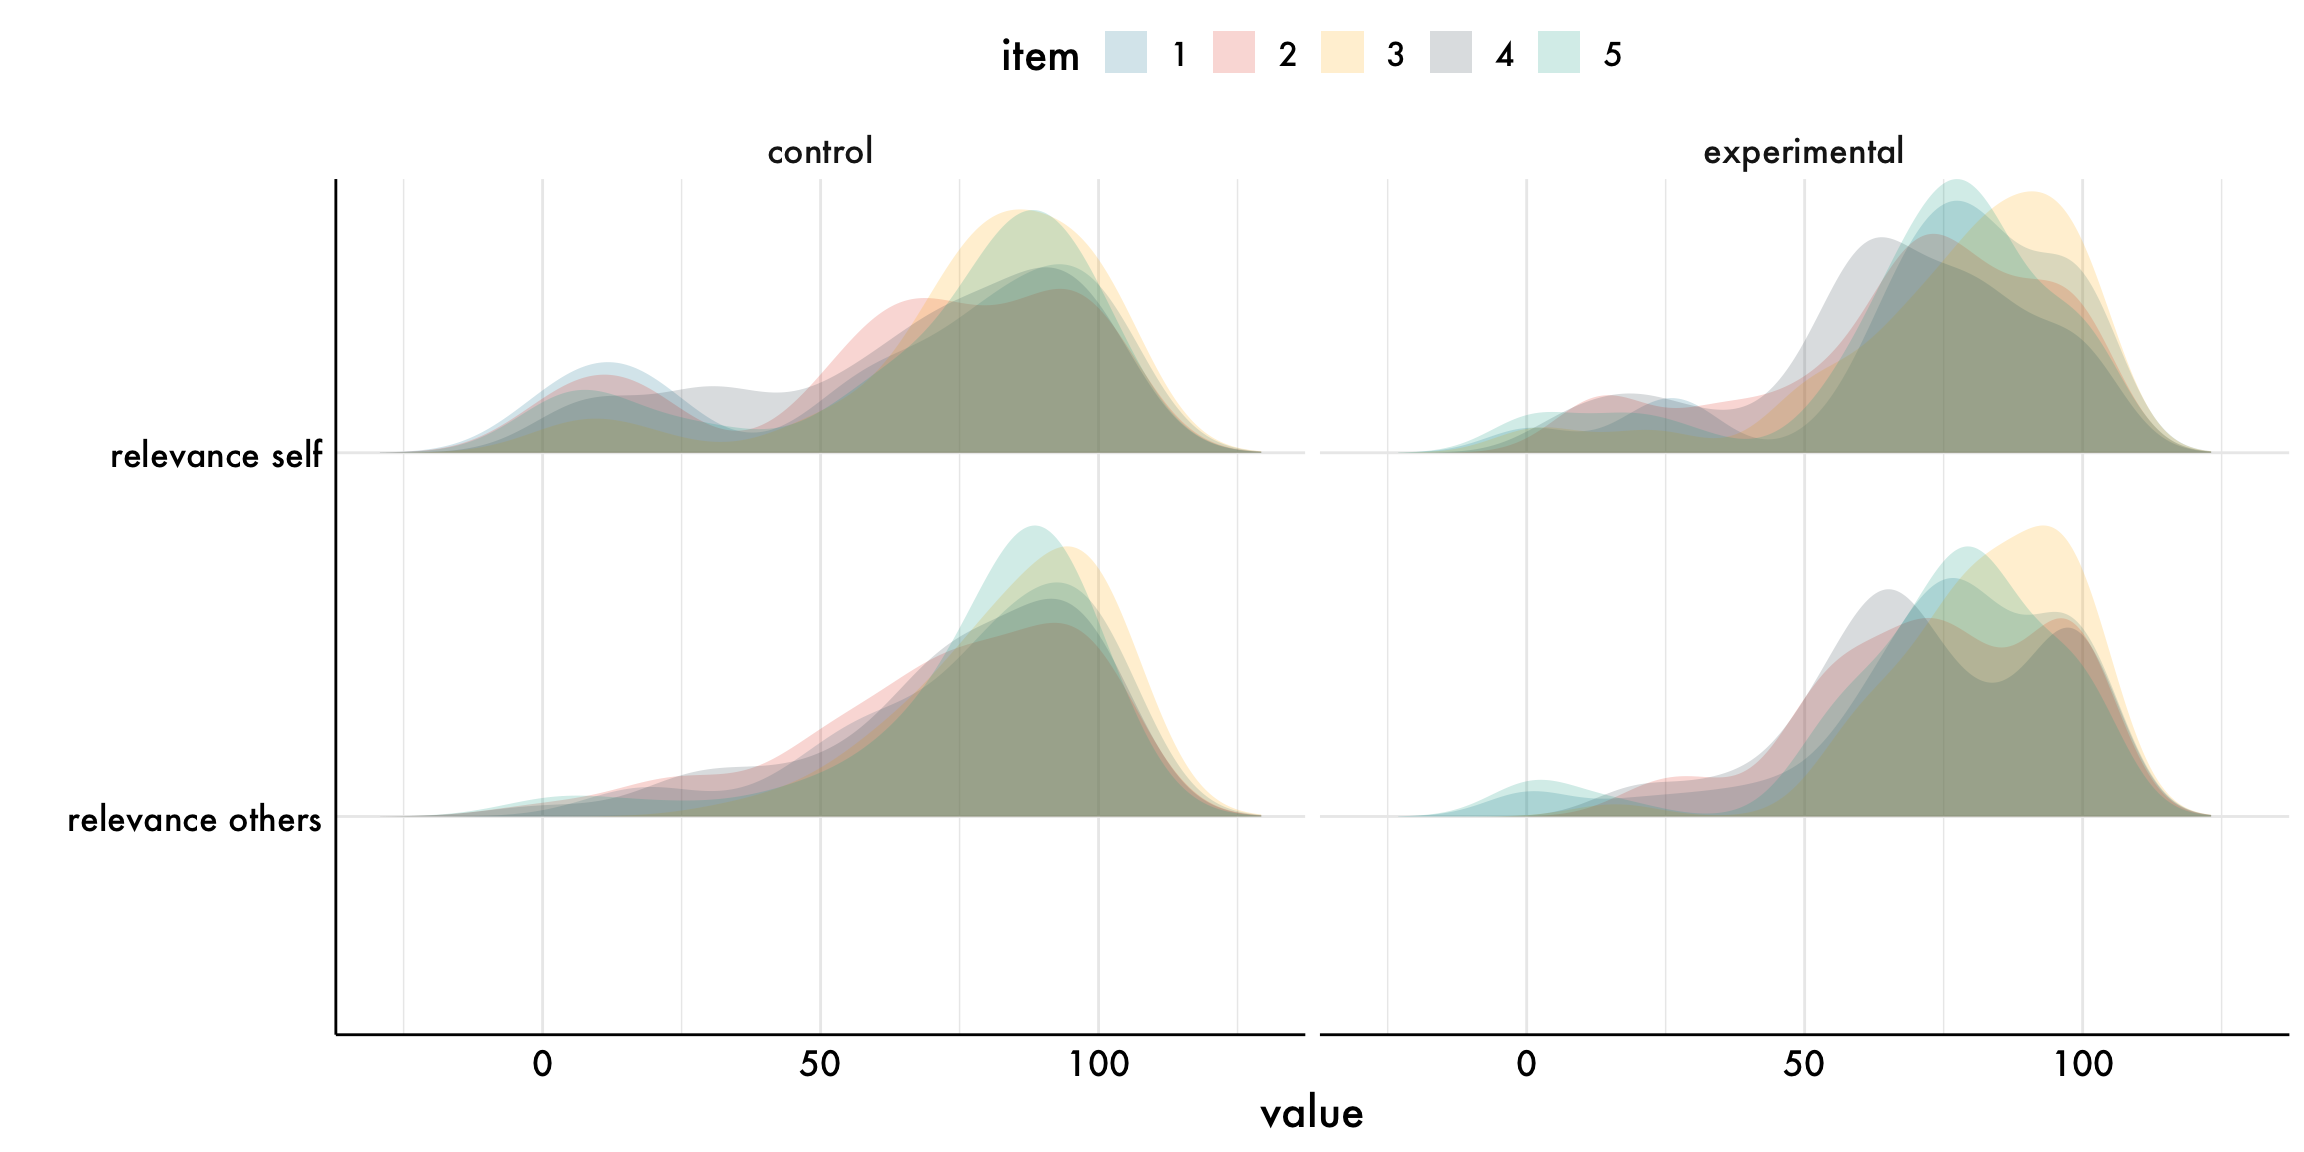 item 1 2 3 4 5
control experimental
relevance self
relevance others
0 50 100 0 50 100
value